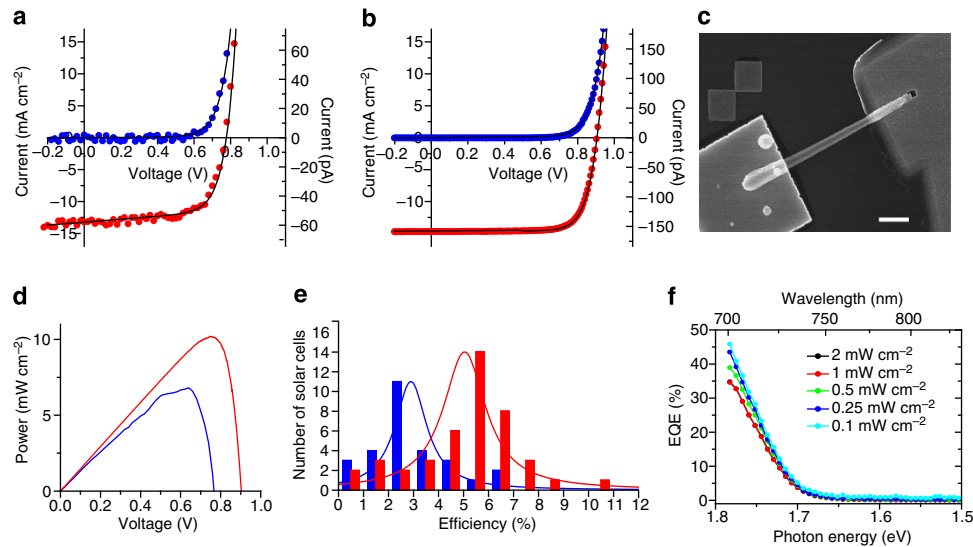 a
b
c
15
10
5
0
−5
−10
−15
−0.2
0.0
0.2
0.4
0.6
0.8
1.0
60
40
20
0
−20
−40
−60
Current (mA cm⁻²)
Voltage (V)
Current (pA)
15
10
5
0
−5
−10
−15
−0.2
0.0
0.2
0.4
0.6
0.8
1.0
150
100
50
0
−50
−100
−150
Current (mA cm⁻²)
Voltage (V)
Current (pA)
d
e
f
10
5
0
0.0
0.2
0.4
0.6
0.8
1.0
Power (mW cm⁻²)
Voltage (V)
16
14
12
10
8
6
4
2
0
0 1 2 3 4 5 6 7 8 9 10 11 12
Number of solar cells
Efficiency (%)
Wavelength (nm)
700
750
800
50
40
30
20
10
0
EQE (%)
2 mW cm⁻²
1 mW cm⁻²
0.5 mW cm⁻²
0.25 mW cm⁻²
0.1 mW cm⁻²
1.8
1.7
1.6
1.5
Photon energy (eV)